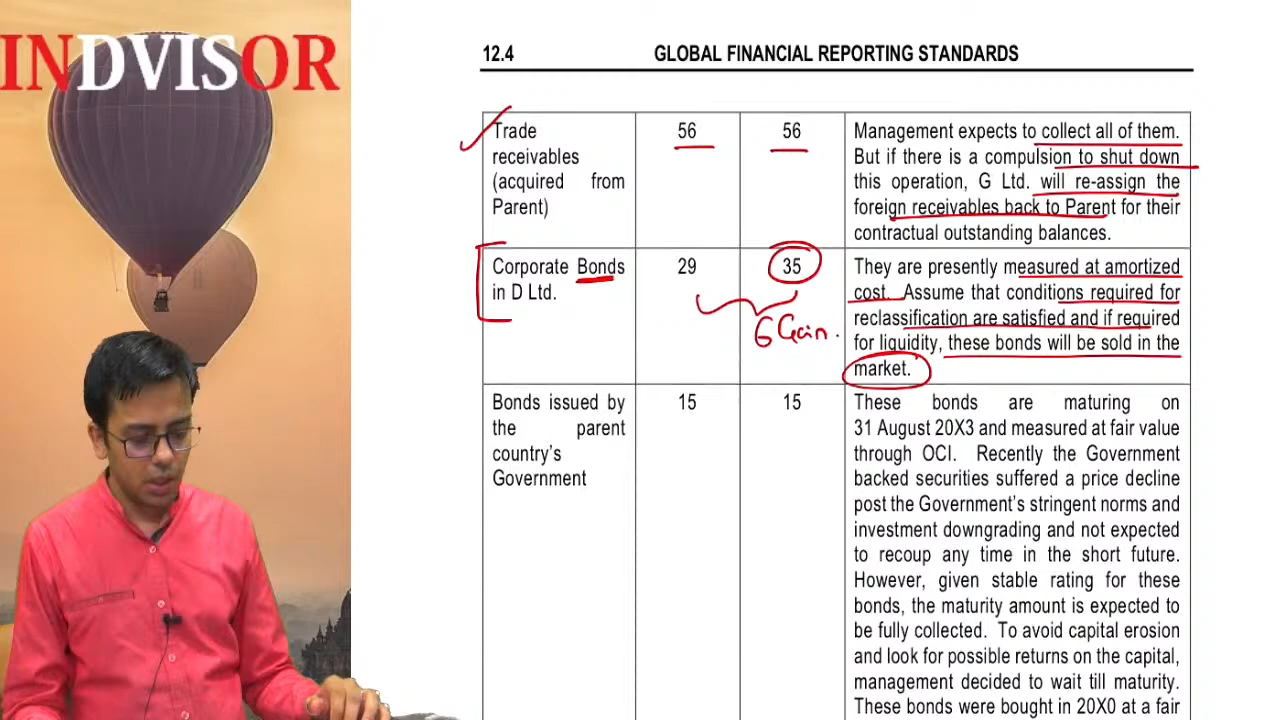 INDVISOR
12.4 GLOBAL FINANCIAL REPORTING STANDARDS
Trade receivables (acquired from Parent)
56
56
Management expects to collect all of them.
But if there is a compulsion to shut down
this operation, G Ltd. will re-assign the
foreign receivables back to Parent for their
contractual outstanding balances.
Corporate Bonds
in D Ltd.
29
35
6 Gain.
They are presently measured at amortized
cost. Assume that conditions required for
reclassification are satisfied and if required
for liquidity, these bonds will be sold in the
market.
Bonds issued by
the parent
country's
Government
15
15
These bonds are maturing on
31 August 20X3 and measured at fair value
through OCI. Recently the Government
backed securities suffered a price decline
post the Government's stringent norms and
investment downgrading and not expected
to recoup any time in the short future.
However, given stable rating for these
bonds, the maturity amount is expected to
be fully collected. To avoid capital erosion
and look for possible returns on the capital,
management decided to wait till maturity.
These bonds were bought in 20X0 at a fair